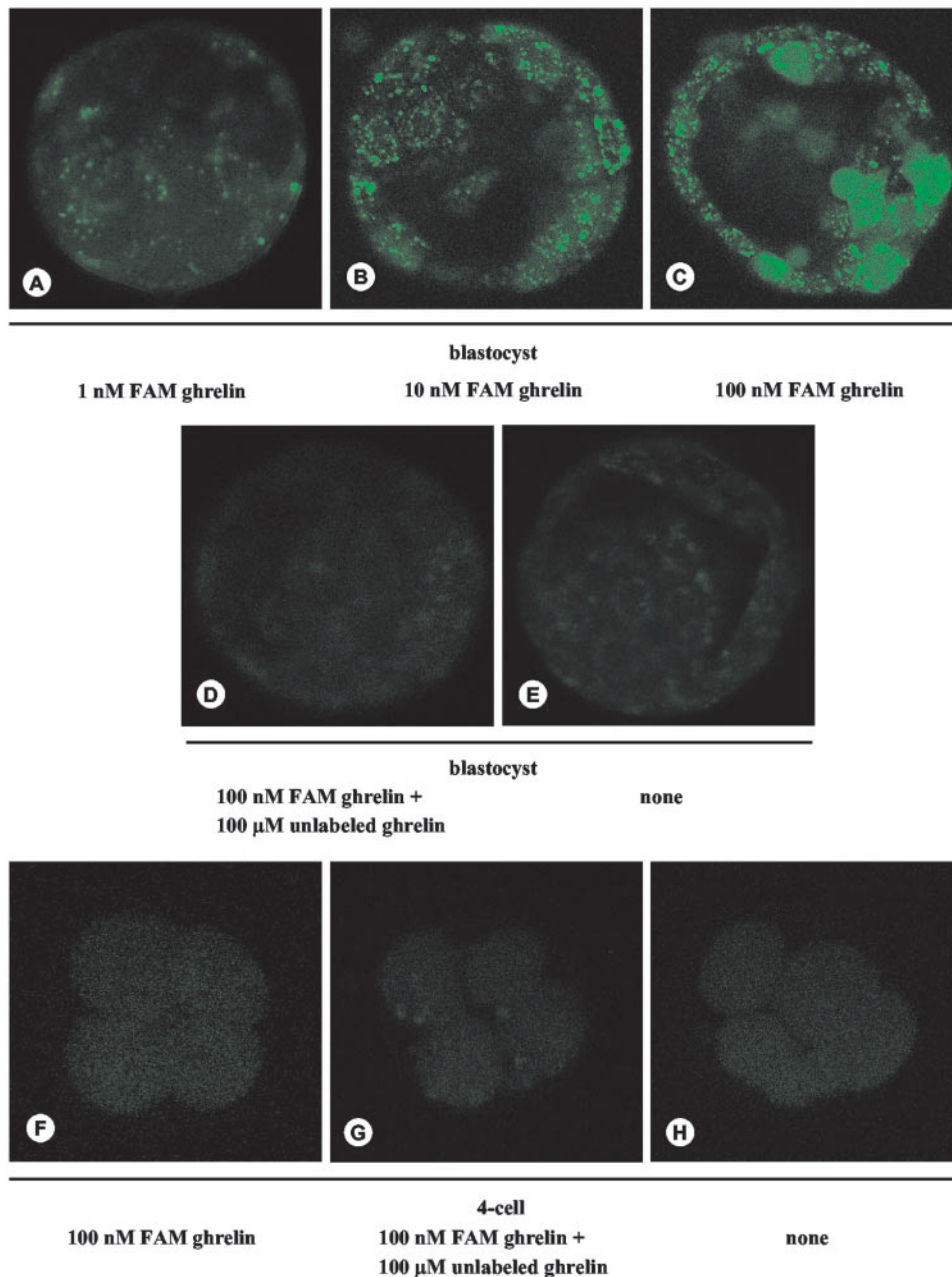 A
B
C
blastocyst
1 nM FAM ghrelin
10 nM FAM ghrelin
100 nM FAM ghrelin
D
E
blastocyst
100 nM FAM ghrelin +
100 μM unlabeled ghrelin
none
F
G
H
4-cell
100 nM FAM ghrelin
100 nM FAM ghrelin +
100 μM unlabeled ghrelin
none